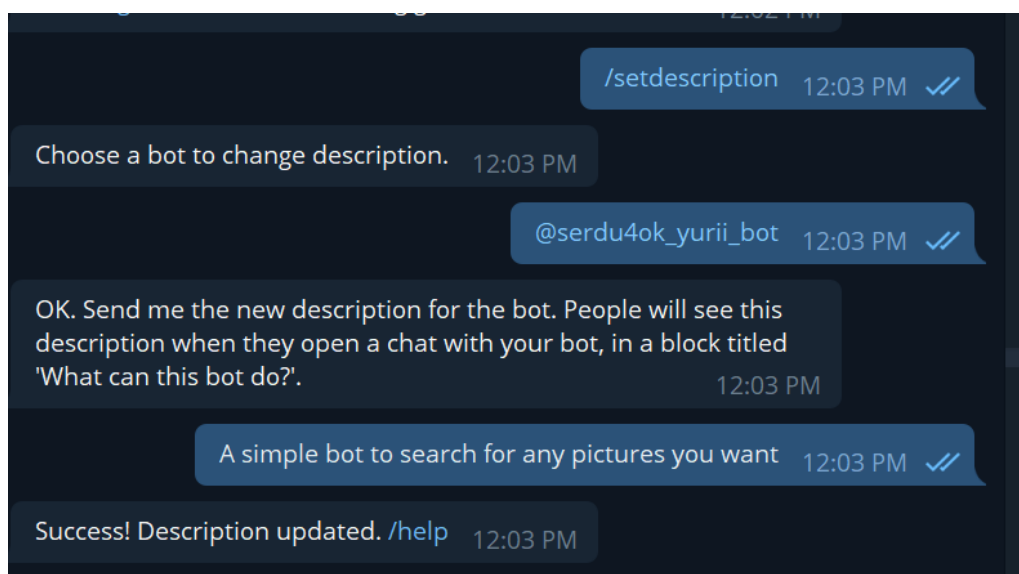 12:02 PM
/setdescription 12:03 PM
Choose a bot to change description. 12:03 PM
@serdu4ok_yurii_bot 12:03 PM
OK. Send me the new description for the bot. People will see this
description when they open a chat with your bot, in a block titled
'What can this bot do?'. 12:03 PM
A simple bot to search for any pictures you want 12:03 PM
Success! Description updated. /help 12:03 PM